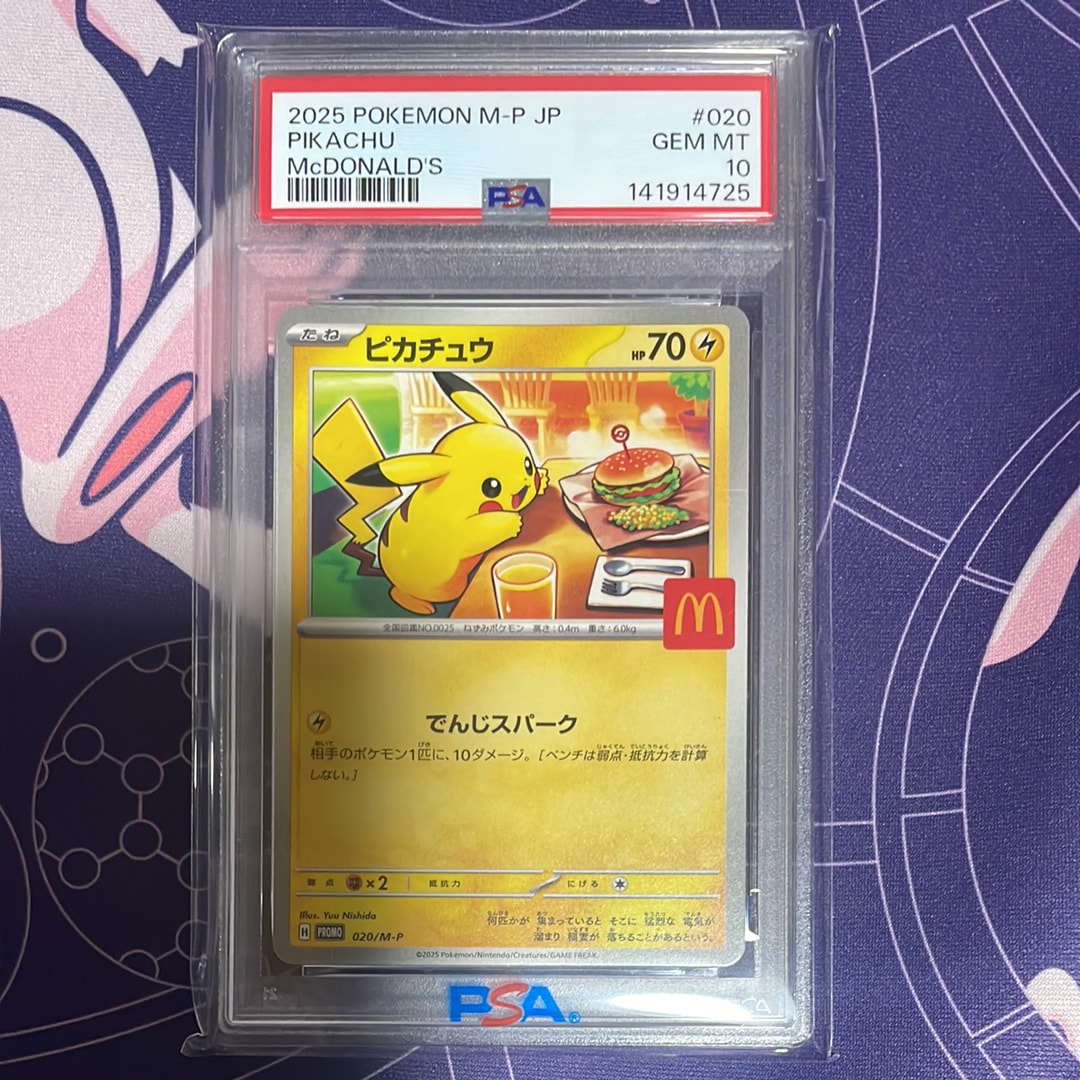 2025 POKEMON M-P JP #020
PIKACHU GEM MT
McDONALD'S 10
PSA 141914725
たね ピカチュウ HP70
M
全国図鑑NO.0025 ねずみポケモン 高さ:0.4m 重さ:6.0kg
でんじスパーク
相手のポケモン1匹に、10ダメージ。[ベンチは弱点・抵抗力を計算
しない。]
弱点 ×2 抵抗力 にげる
Illus. Yuu Nishida
何匹かが 集まっていると そこに 猛烈な 電気が
溜まり 稲妻が 落ちることがあるという。
H PROMO 020/M-P
©2025 Pokémon/Nintendo/Creatures/GAME FREAK.
PSA®